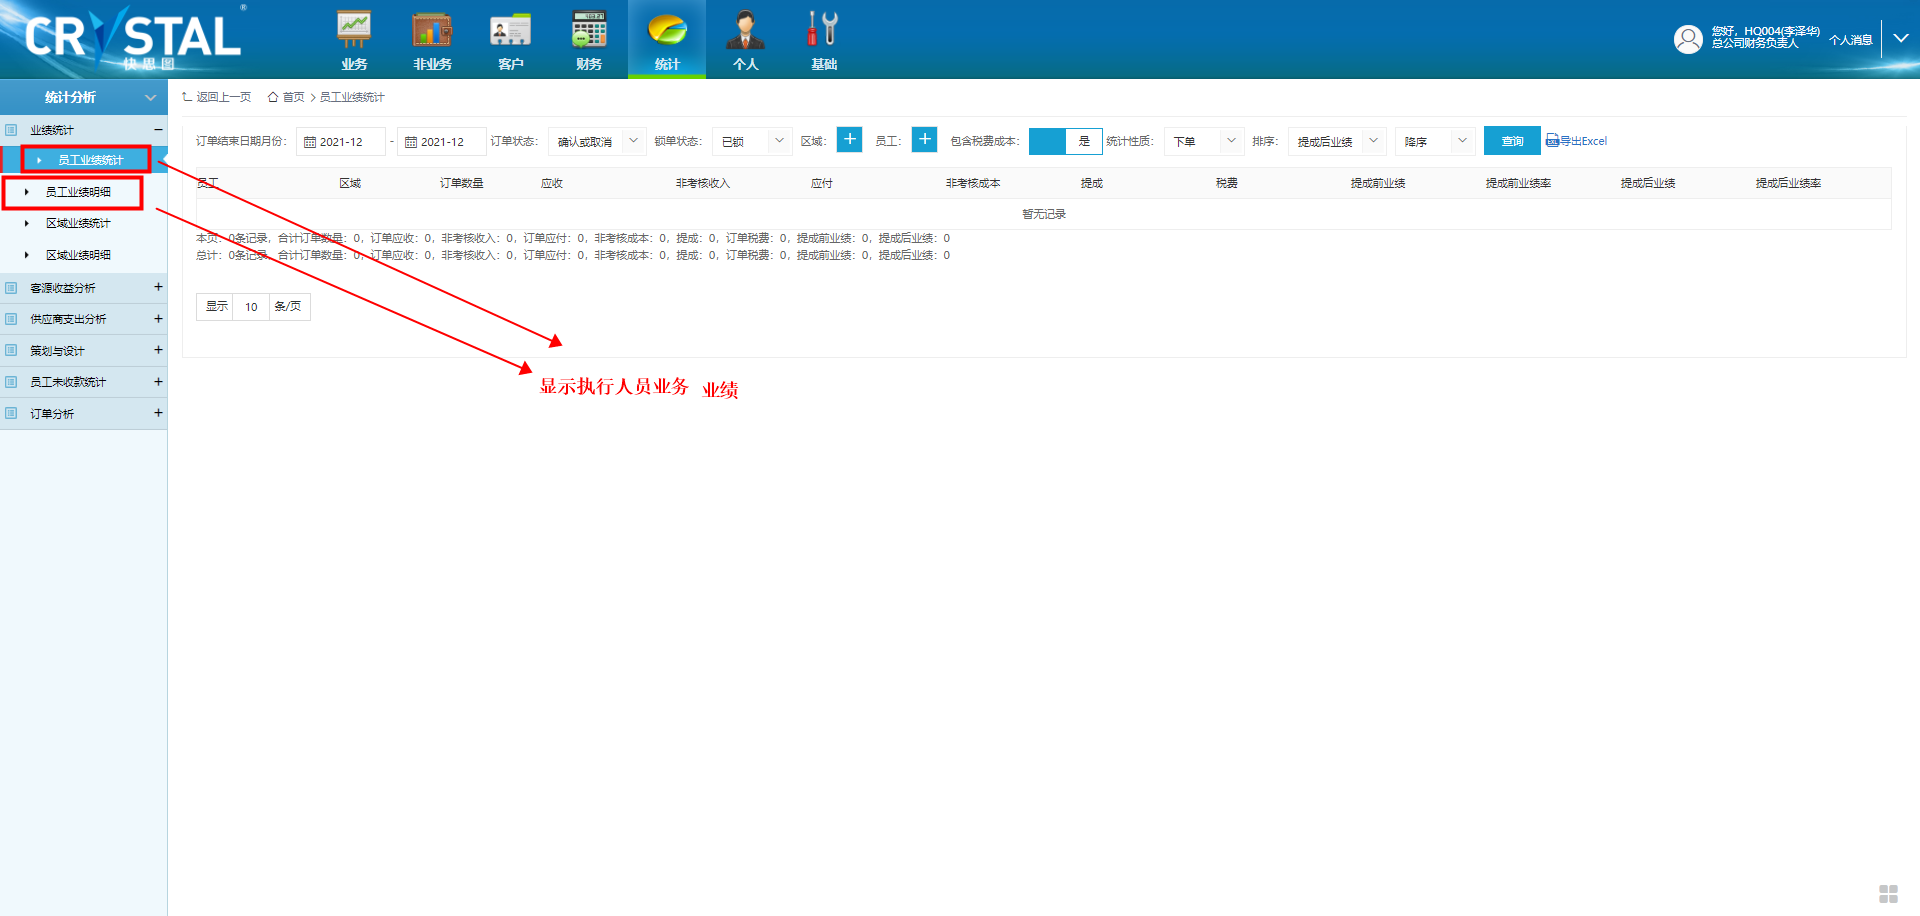 CRYSTAL ®
快思图
业务 非业务 客户 财务 统计 个人 基础
您好，HQ004(李泽华)
总公司财务负责人
个人消息
统计分析
返回上一页 首页 > 员工业绩统计
业绩统计 −
员工业绩统计
员工业绩明细
区域业绩统计
区域业绩明细
客源收益分析 +
供应商支出分析 +
策划与设计 +
员工未收款统计 +
订单分析 +
订单结束日期月份： 2021-12 - 2021-12 订单状态： 确认或取消 锁单状态： 已锁 区域： + 员工： + 包含税费成本： 是 统计性质： 下单 排序： 提成后业绩 降序 查询 导出Excel
员工 区域 订单数量 应收 非考核收入 应付 非考核成本 提成 税费 提成前业绩 提成前业绩率 提成后业绩 提成后业绩率
暂无记录
本页：0条记录，合计订单数量：0，订单应收：0，非考核收入：0，订单应付：0，非考核成本：0，提成：0，订单税费：0，提成前业绩：0，提成后业绩：0
总计：0条记录，合计订单数量：0，订单应收：0，非考核收入：0，订单应付：0，非考核成本：0，提成：0，订单税费：0，提成前业绩：0，提成后业绩：0
显示 10 条/页
显示执行人员业务 业绩